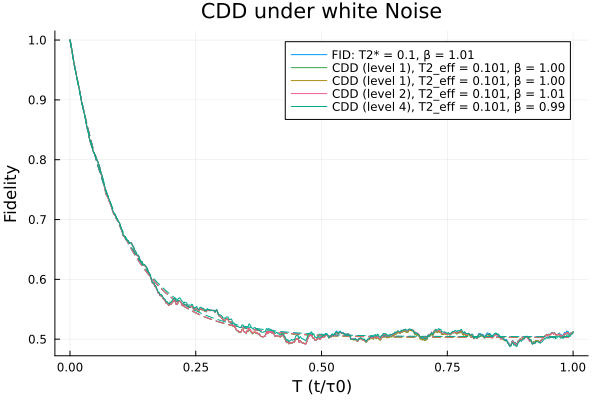 CDD under white Noise
FID: T2* = 0.1, β = 1.01
CDD (level 1), T2_eff = 0.101, β = 1.00
CDD (level 1), T2_eff = 0.101, β = 1.00
CDD (level 2), T2_eff = 0.101, β = 1.01
CDD (level 4), T2_eff = 0.101, β = 0.99
Fidelity
1.0
0.9
0.8
0.7
0.6
0.5
0.00 0.25 0.50 0.75 1.00
T (t/τ0)